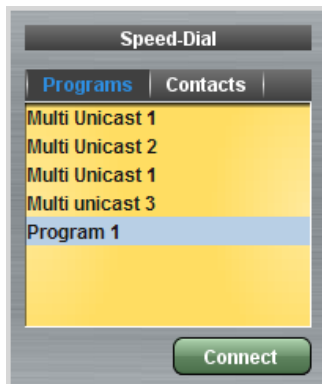 Speed-Dial
Programs Contacts
Multi Unicast 1
Multi Unicast 2
Multi Unicast 1
Multi unicast 3
Program 1
Connect